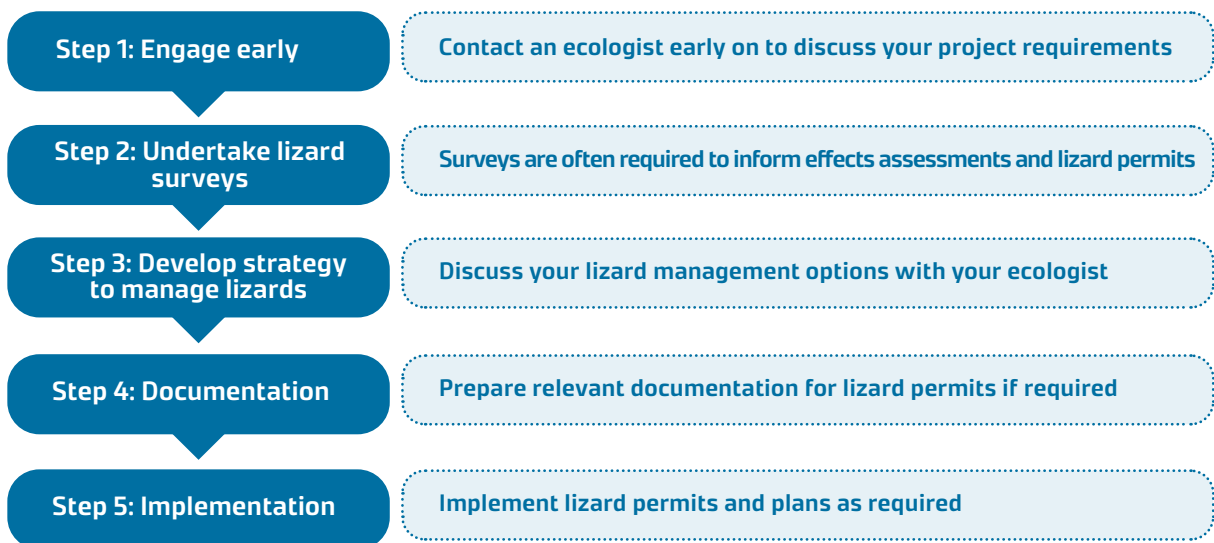 Step 1: Engage early
Contact an ecologist early on to discuss your project requirements
Step 2: Undertake lizard
surveys
Surveys are often required to inform effects assessments and lizard permits
Step 3: Develop strategy
to manage lizards
Discuss your lizard management options with your ecologist
Step 4: Documentation
Prepare relevant documentation for lizard permits if required
Step 5: Implementation
Implement lizard permits and plans as required